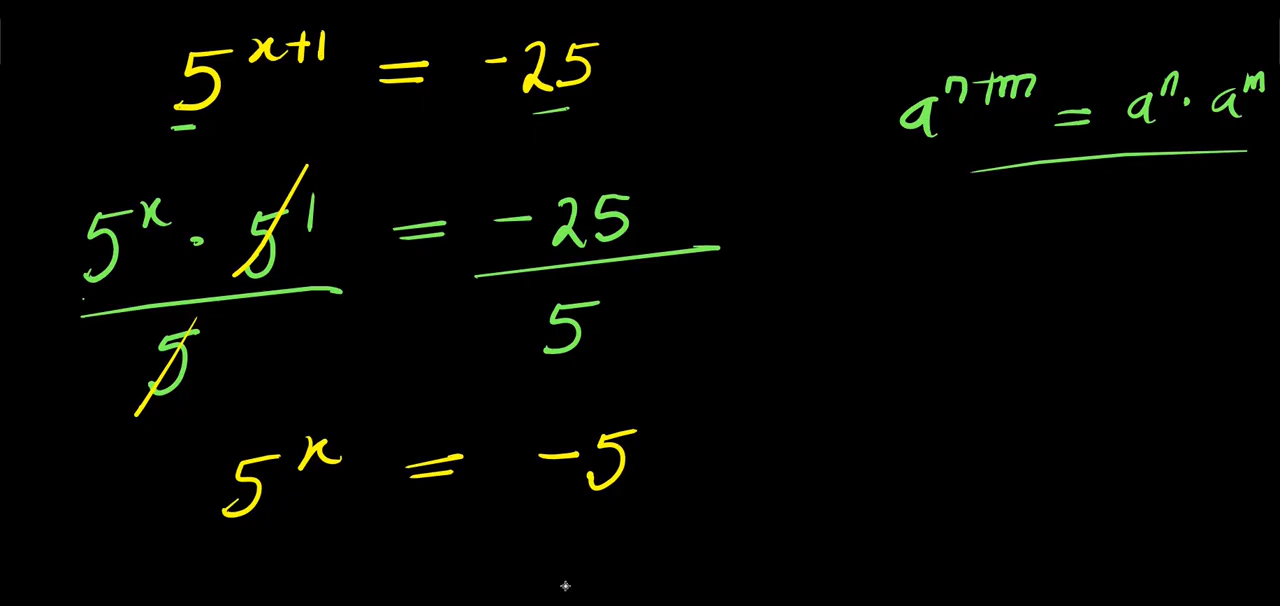 5^{x+1} = -25
a^{n+m} = a^n · a^m
5^x · 5^1 / 5 = -25 / 5
5^x = -5